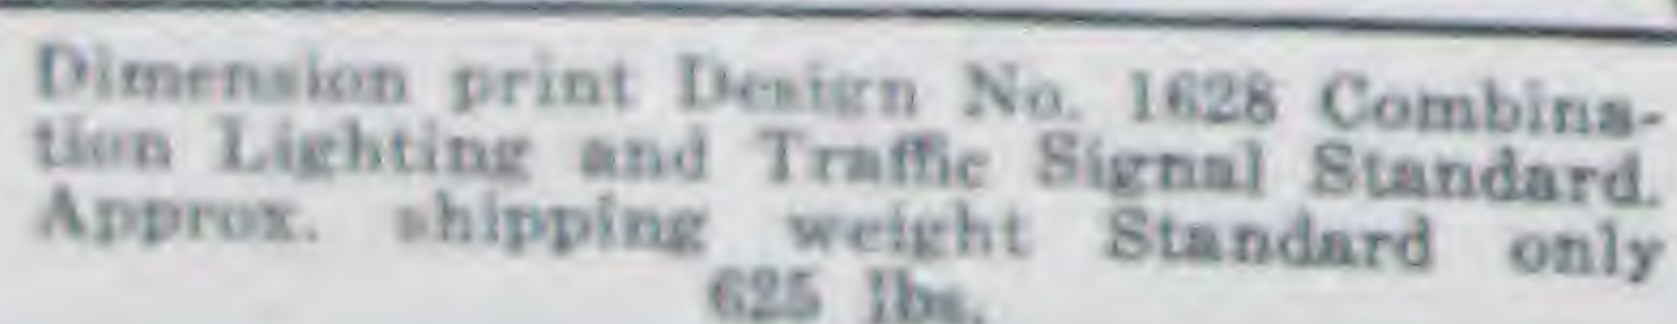 Dimension print Design No. 1628 Combina-
tion Lighting and Traffic Signal Standard.
Approx. shipping weight Standard only
625 lbs.